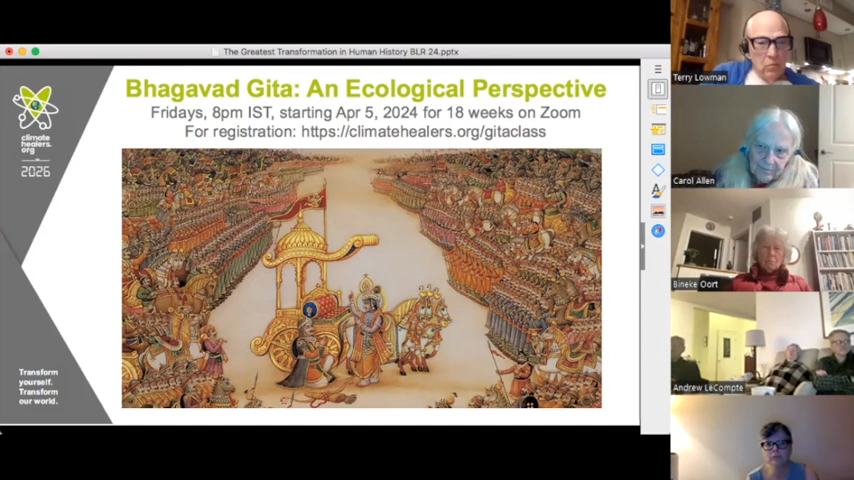 The Greatest Transformation in Human History BLR 24.pptx
climate
healers.
org
2026
Bhagavad Gita: An Ecological Perspective
Fridays, 8pm IST, starting Apr 5, 2024 for 18 weeks on Zoom
For registration: https://climatehealers.org/gitaclass
Transform
yourself.
Transform
our world.
Terry Lowman
Carol Allen
Bineke Oort
Andrew LeCompte